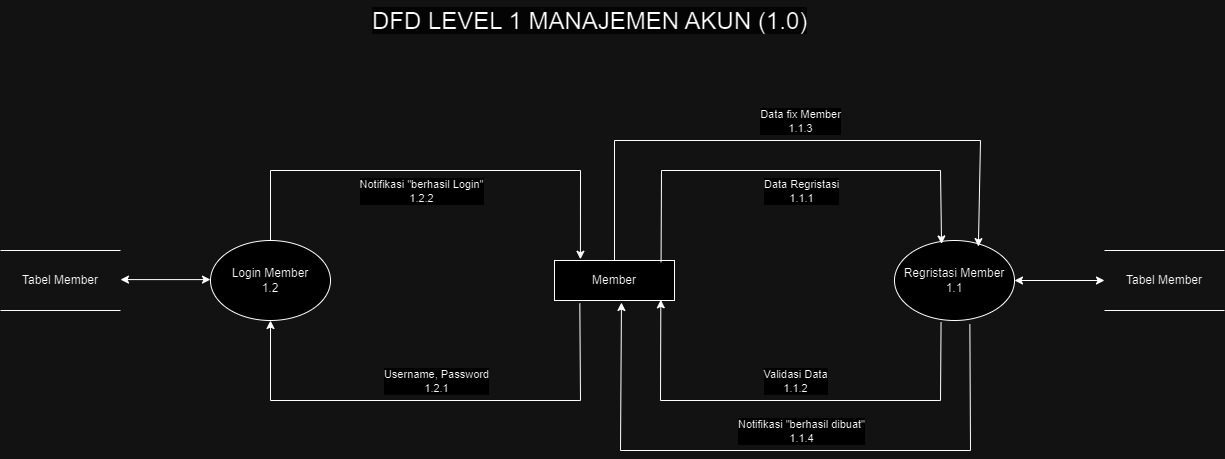 DFD LEVEL 1 MANAJEMEN AKUN (1.0)
Data fix Member
1.1.3
Notifikasi "berhasil Login"
1.2.2
Data Regristasi
1.1.1
Tabel Member
Login Member
1.2
Member
Regristasi Member
1.1
Tabel Member
Username, Password
1.2.1
Validasi Data
1.1.2
Notifikasi "berhasil dibuat"
1.1.4